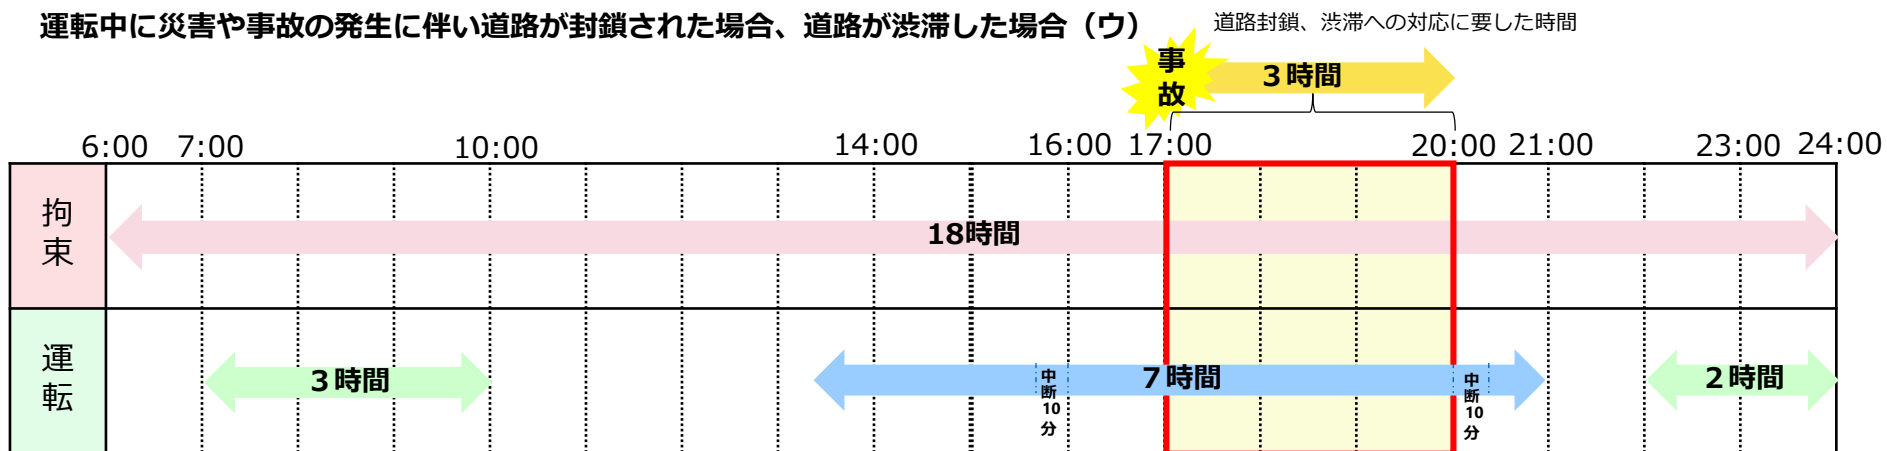 運転中に災害や事故の発生に伴い道路が封鎖された場合、道路が渋滞した場合（ウ）
道路封鎖、渋滞への対応に要した時間
事故
３時間
6:00 7:00 10:00 14:00 16:00 17:00 20:00 21:00 23:00 24:00
拘束
18時間
運転
３時間
中断10分
７時間
中断10分
２時間